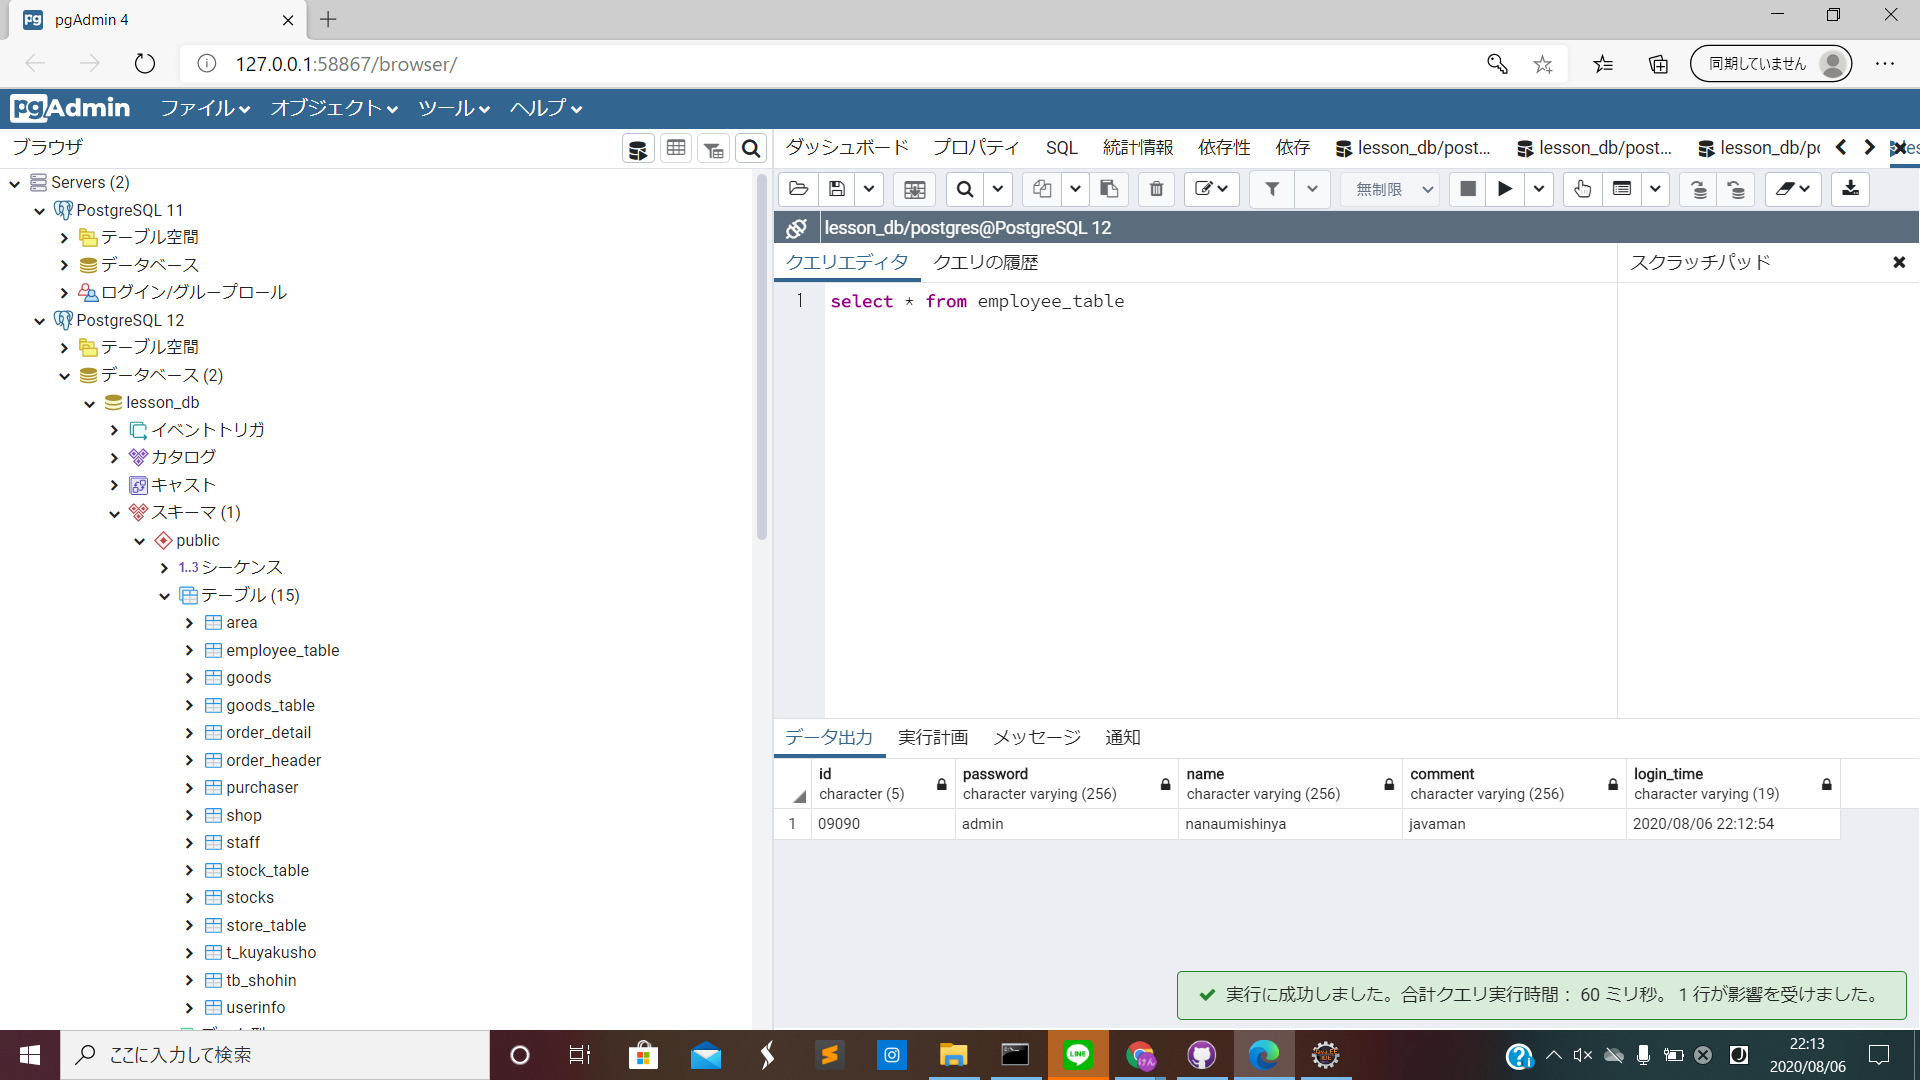 pgAdmin 4
127.0.0.1:58867/browser/
同期していません
pgAdmin
ファイル
オブジェクト
ツール
ヘルプ
ブラウザ
Servers (2)
PostgreSQL 11
テーブル空間
データベース
ログイン/グループロール
PostgreSQL 12
テーブル空間
データベース (2)
lesson_db
イベントトリガ
カタログ
キャスト
スキーマ (1)
public
1..3 シーケンス
テーブル (15)
area
employee_table
goods
goods_table
order_detail
order_header
purchaser
shop
staff
stock_table
stocks
store_table
t_kuyakusho
tb_shohin
userinfo
ダッシュボード
プロパティ
SQL
統計情報
依存性
依存
lesson_db/post...
lesson_db/post...
lesson_db/po
無制限
lesson_db/postgres@PostgreSQL 12
クエリエディタ
クエリの履歴
スクラッチパッド
1
select * from employee_table
データ出力
実行計画
メッセージ
通知
id
character (5)
password
character varying (256)
name
character varying (256)
comment
character varying (256)
login_time
character varying (19)
1 09090 admin nanaumishinya javaman 2020/08/06 22:12:54
実行に成功しました。合計クエリ実行時間： 60 ミリ秒。 1 行が影響を受けました。
ここに入力して検索
LINE
22:13
2020/08/06